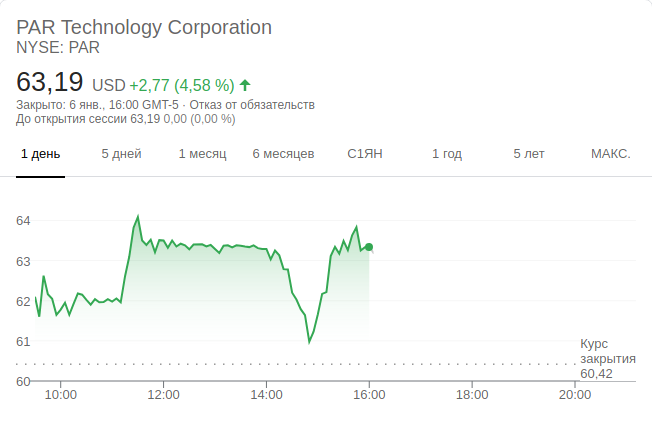 PAR Technology Corporation
NYSE: PAR
63,19 USD +2,77 (4,58 %)
Закрыто: 6 янв., 16:00 GMT-5 · Отказ от обязательств
До открытия сессии 63,19 0,00 (0,00 %)
1 день 5 дней 1 месяц 6 месяцев С1ЯН 1 год 5 лет МАКС.
64
63
62
61
Курс
закрытия
60,42
60
10:00 12:00 14:00 16:00 18:00 20:00